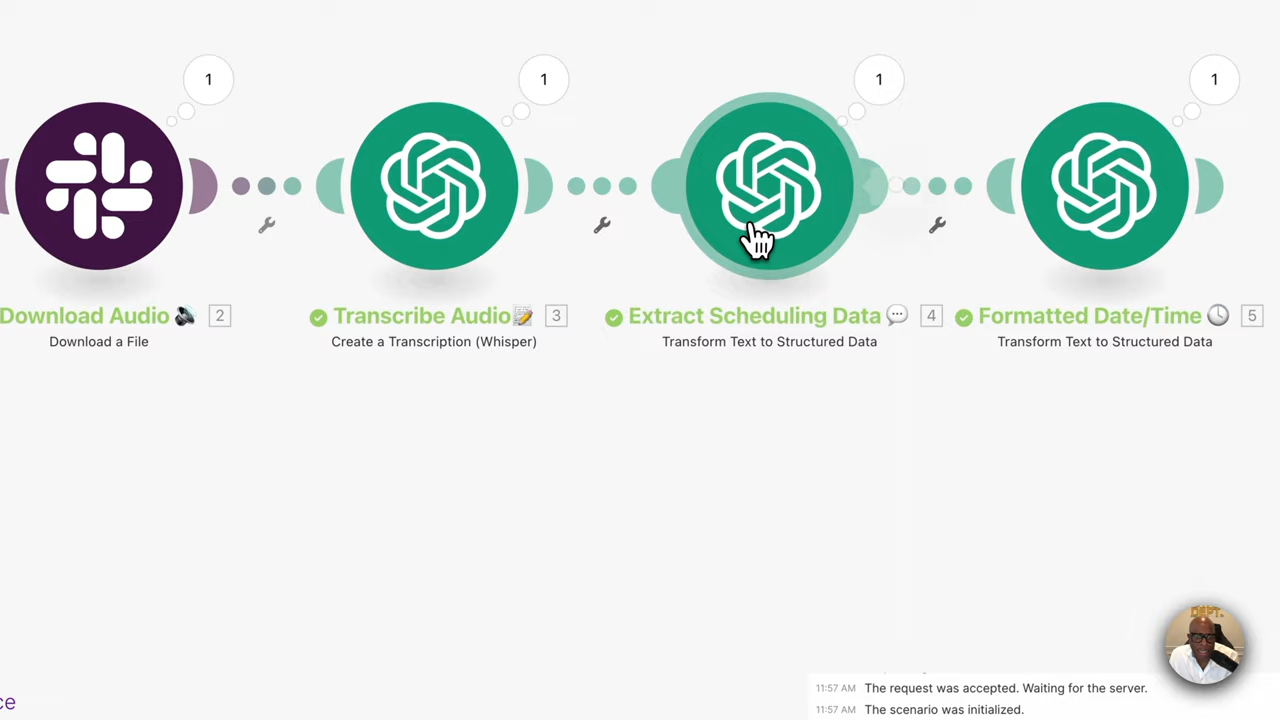 1
1
1
1
Download Audio 🔊 2
Transcribe Audio 📝 3
Extract Scheduling Data 💬 4
Formatted Date/Time 🕓 5
Download a File
Create a Transcription (Whisper)
Transform Text to Structured Data
Transform Text to Structured Data
ce
11:57 AM The request was accepted. Waiting for the server.
11:57 AM The scenario was initialized.